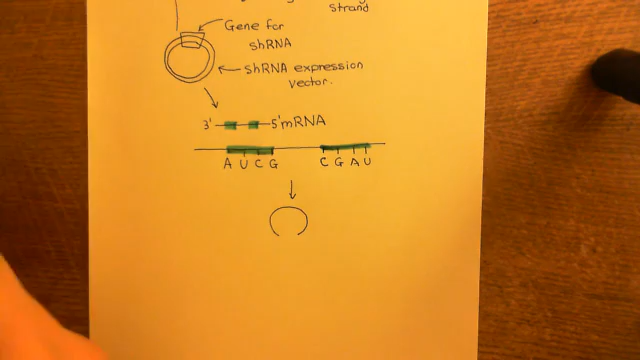 strand
Gene for
shRNA
shRNA expression
vector.
3' 5' mRNA
A U C G C G A U